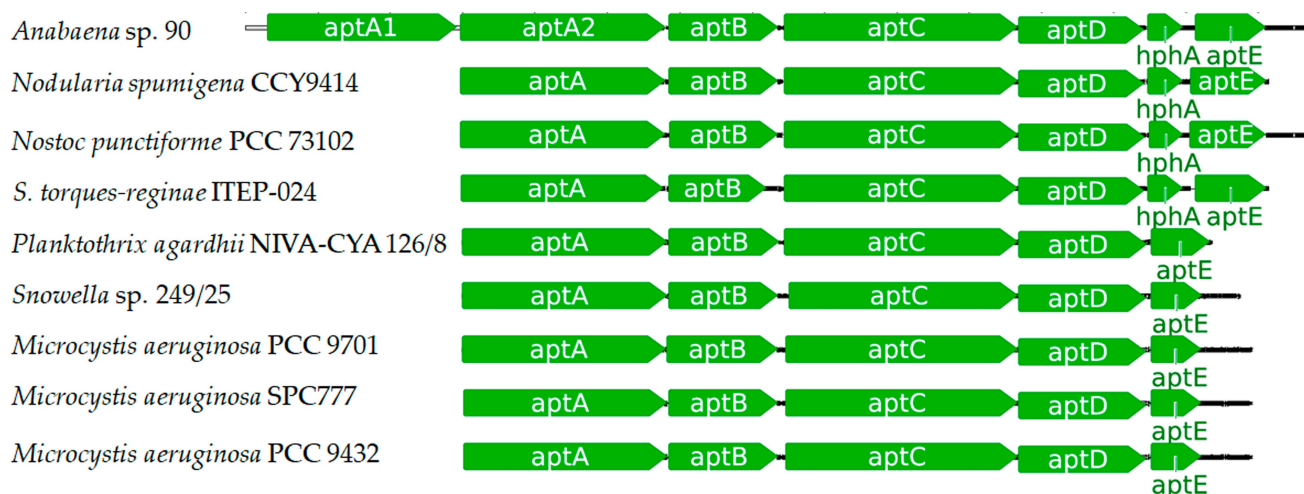 Anabaena sp. 90 aptA1 aptA2 aptB aptC aptD
hphA aptE
Nodularia spumigena CCY9414 aptA aptB aptC aptD aptE
hphA
Nostoc punctiforme PCC 73102 aptA aptB aptC aptD aptE
hphA
S. torques-reginae ITEP-024 aptA aptB aptC aptD
hphA aptE
Planktothrix agardhii NIVA-CYA 126/8 aptA aptB aptC aptD
aptE
Snowella sp. 249/25 aptA aptB aptC aptD
aptE
Microcystis aeruginosa PCC 9701 aptA aptB aptC aptD
aptE
Microcystis aeruginosa SPC777 aptA aptB aptC aptD
aptE
Microcystis aeruginosa PCC 9432 aptA aptB aptC aptD
aptE